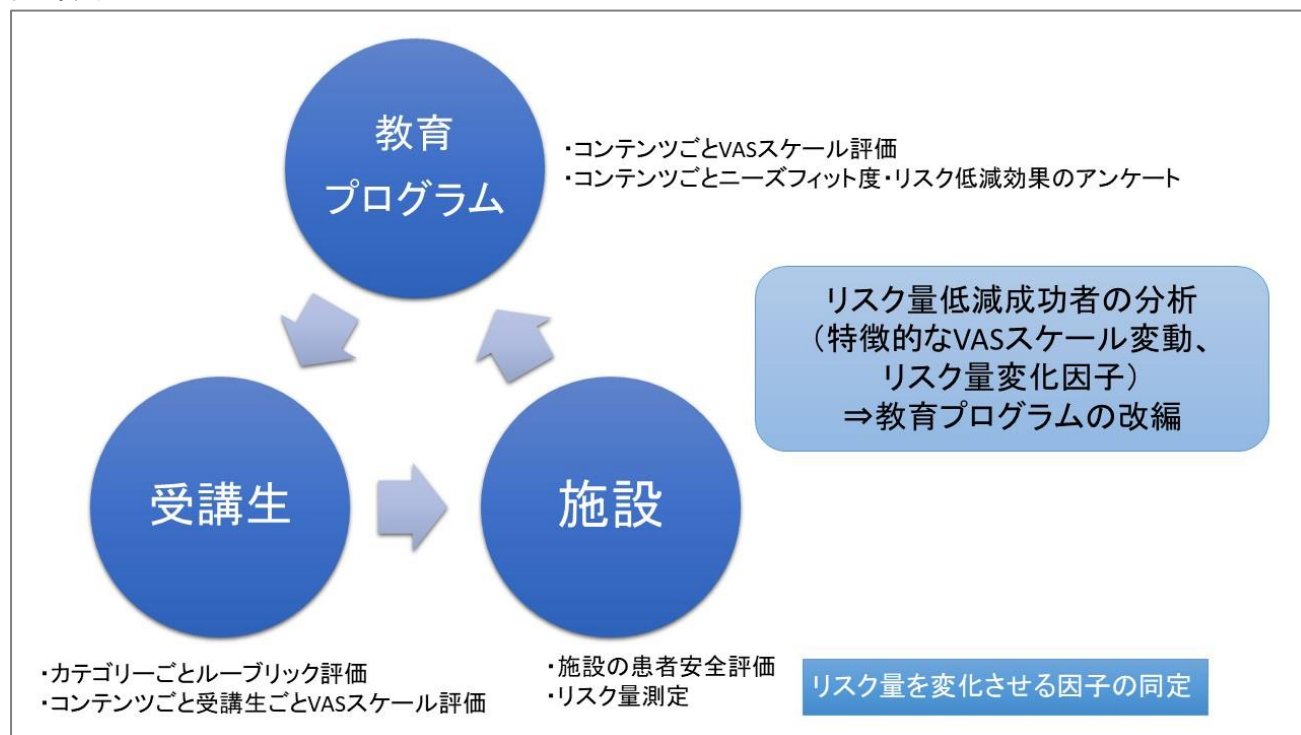 教育
プログラム
・コンテンツごとVASスケール評価
・コンテンツごとニーズフィット度・リスク低減効果のアンケート
リスク量低減成功者の分析
（特徴的なVASスケール変動、
リスク量変化因子）
⇒教育プログラムの改編
受講生
施設
・カテゴリーごとルーブリック評価
・コンテンツごと受講生ごとVASスケール評価
・施設の患者安全評価
・リスク量測定
リスク量を変化させる因子の同定